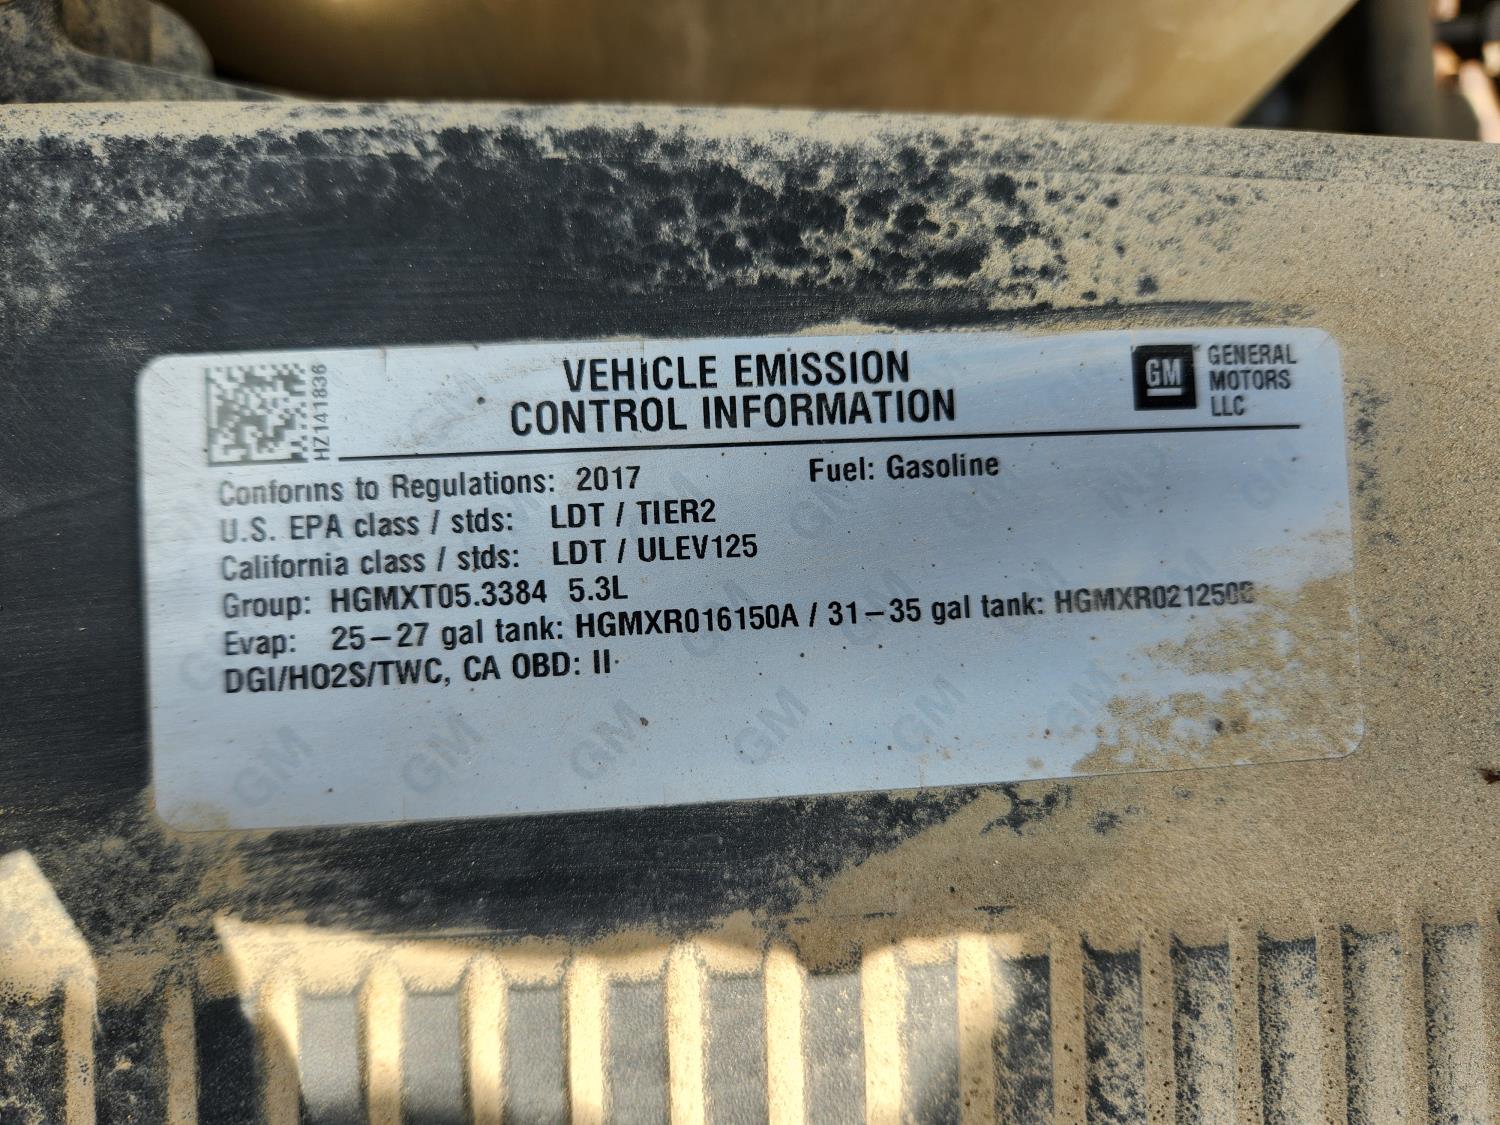 HZ141836
VEHICLE EMISSION
CONTROL INFORMATION
GM
GENERAL
MOTORS
LLC
Conforms to Regulations: 2017 Fuel: Gasoline
U.S. EPA class / stds: LDT / TIER2
California class / stds: LDT / ULEV125
Group: HGMXT05.3384 5.3L
Evap: 25–27 gal tank: HGMXR016150A / 31–35 gal tank:
DGI/HO2S/TWC, CA OBD: II